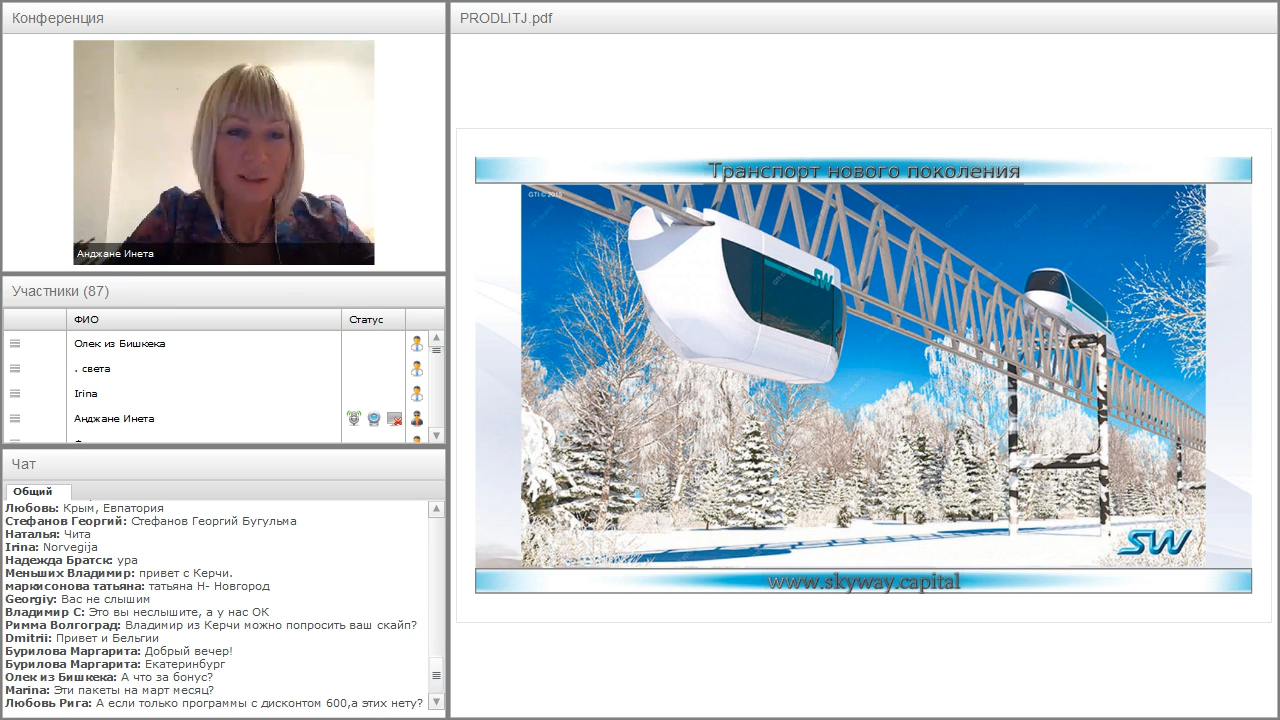 Конференция
Анджане Инета
Участники (87)
ФИО
Статус
Олек из Бишкека
. света
Irina
Анджане Инета
Чат
Общий
Любовь: Крым, Евпатория
Стефанов Георгий: Стефанов Георгий Бугульма
Наталья: Чита
Irina: Norvegija
Надежда Братск: ура
Меньших Владимир: привет с Керчи.
марисонова татьяна: татьяна Н- Новгород
Georgiy: Вас не слышим
Владимир С: Это вы неслышите, а у нас ОК
Римма Волгоград: Владимир из Керчи можно попросить ваш скайп?
Dmitrii: Привет и Бельгии
Бурилова Маргарита: Добрый вечер!
Бурилова Маргарита: Екатеринбург
Олек из Бишкека: А что за бонус?
Marina: Эти пакеты на март месяц?
Любовь Рига: А если только программы с дисконтом 600,а этих нету?
PRODLITJ.pdf
Транспорт нового поколения
SW
SW
www.skyway.capital